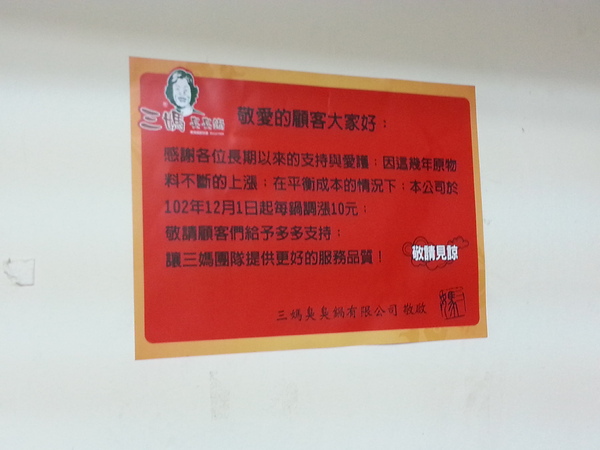 三媽 臭臭鍋
敬愛的顧客大家好：
感謝各位長期以來的支持與愛護；因這幾年原物
料不斷的上漲；在平衡成本的情況下；本公司於
102年12月1日起每鍋調漲10元；
敬請顧客們給予多多支持；
讓三媽團隊提供更好的服務品質！
敬請見諒
三媽臭臭鍋有限公司 敬啟